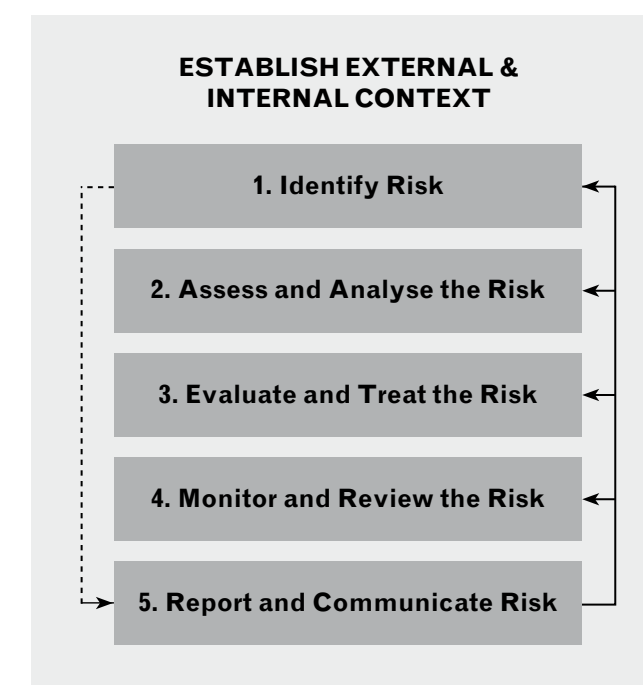 ESTABLISH EXTERNAL &
INTERNAL CONTEXT
1. Identify Risk
2. Assess and Analyse the Risk
3. Evaluate and Treat the Risk
4. Monitor and Review the Risk
5. Report and Communicate Risk